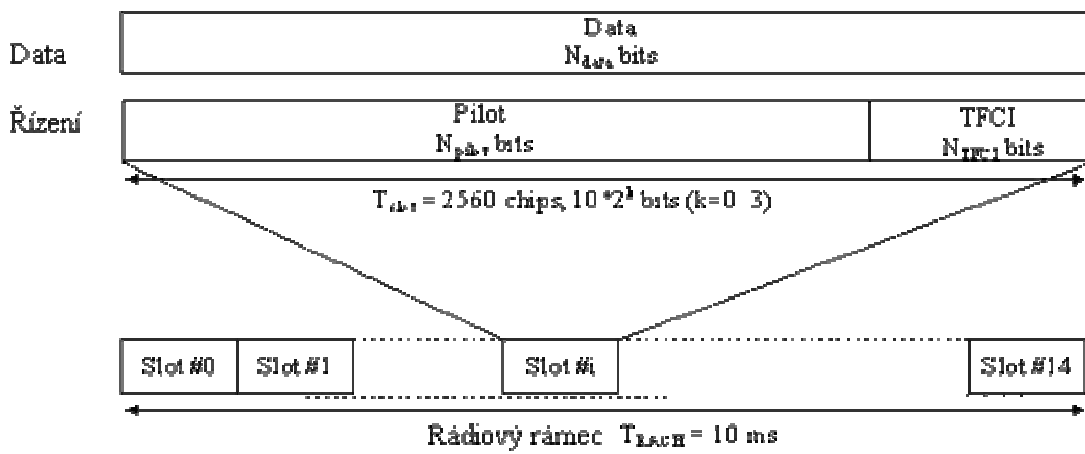 Data
Data
N_data bits
Řízení
Pilot
N_pilot bits
TFCI
N_TFCI bits
T_slot = 2560 chips, 10*2^k bits (k=0 3)
Slot #0
Slot #1
Slot #i
Slot #14
Rádiový rámec T_RACH = 10 ms